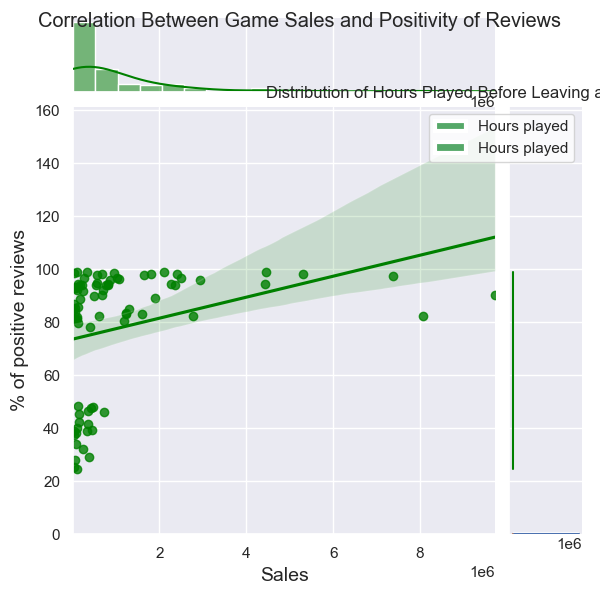 Correlation Between Game Sales and Positivity of Reviews
Distribution of Hours Played Before Leaving a
1e6
160
140
120
100
80
60
40
20
0
Hours played
Hours played
% of positive reviews
2
4
6
8
1e6
Sales
1e6